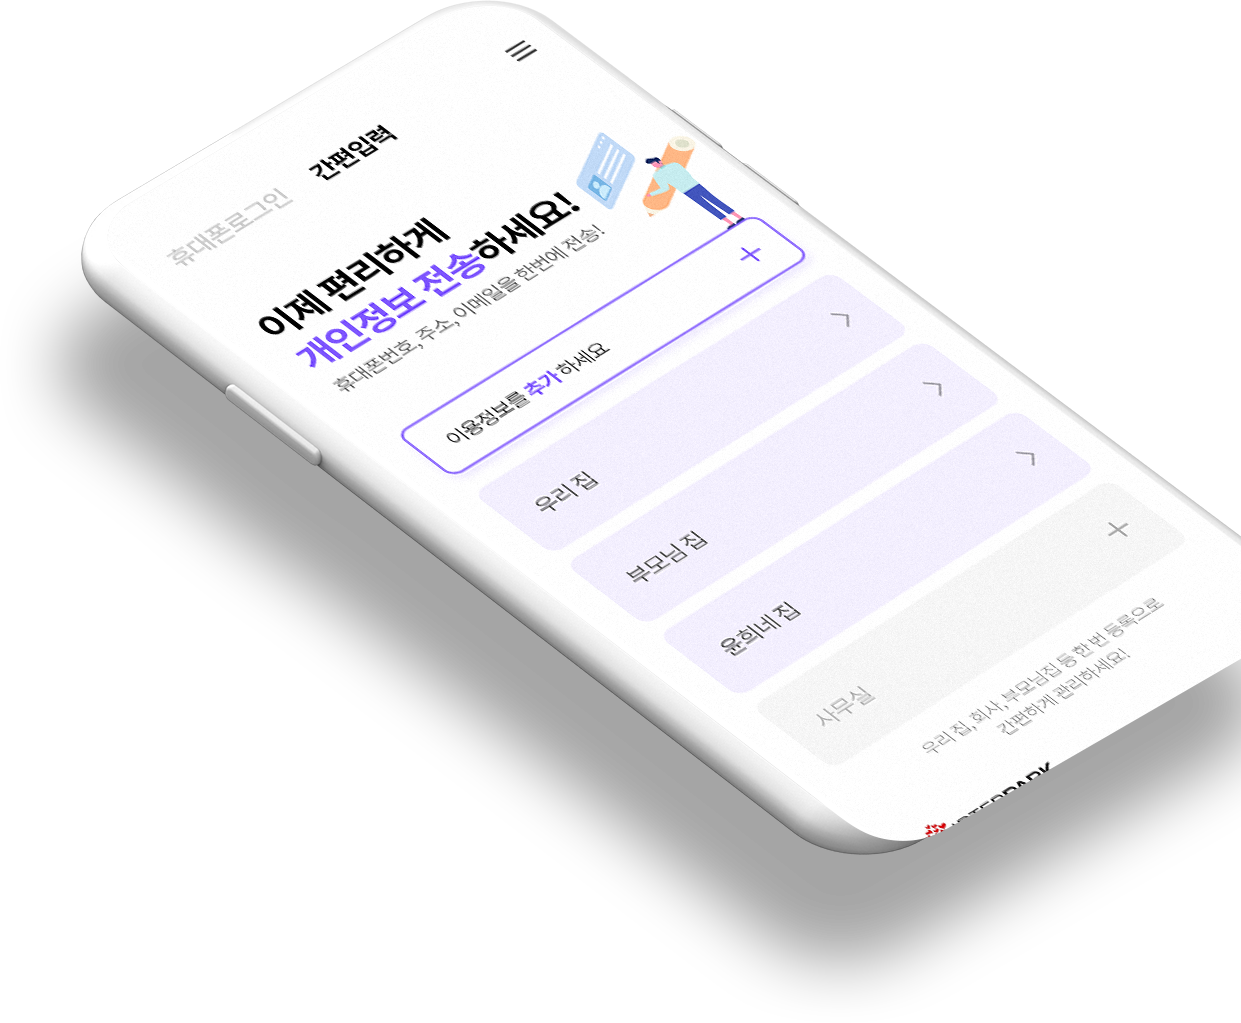 휴대폰로그인 간편입력
이제 편리하게
개인정보 전송하세요!
휴대폰번호, 주소, 이메일을 한번에 전송!
이용정보를 추가하세요
우리 집
부모님 집
윤희네 집
사무실
우리 집, 회사, 부모님집 등 한 번 등록으로
간편하게 관리하세요!